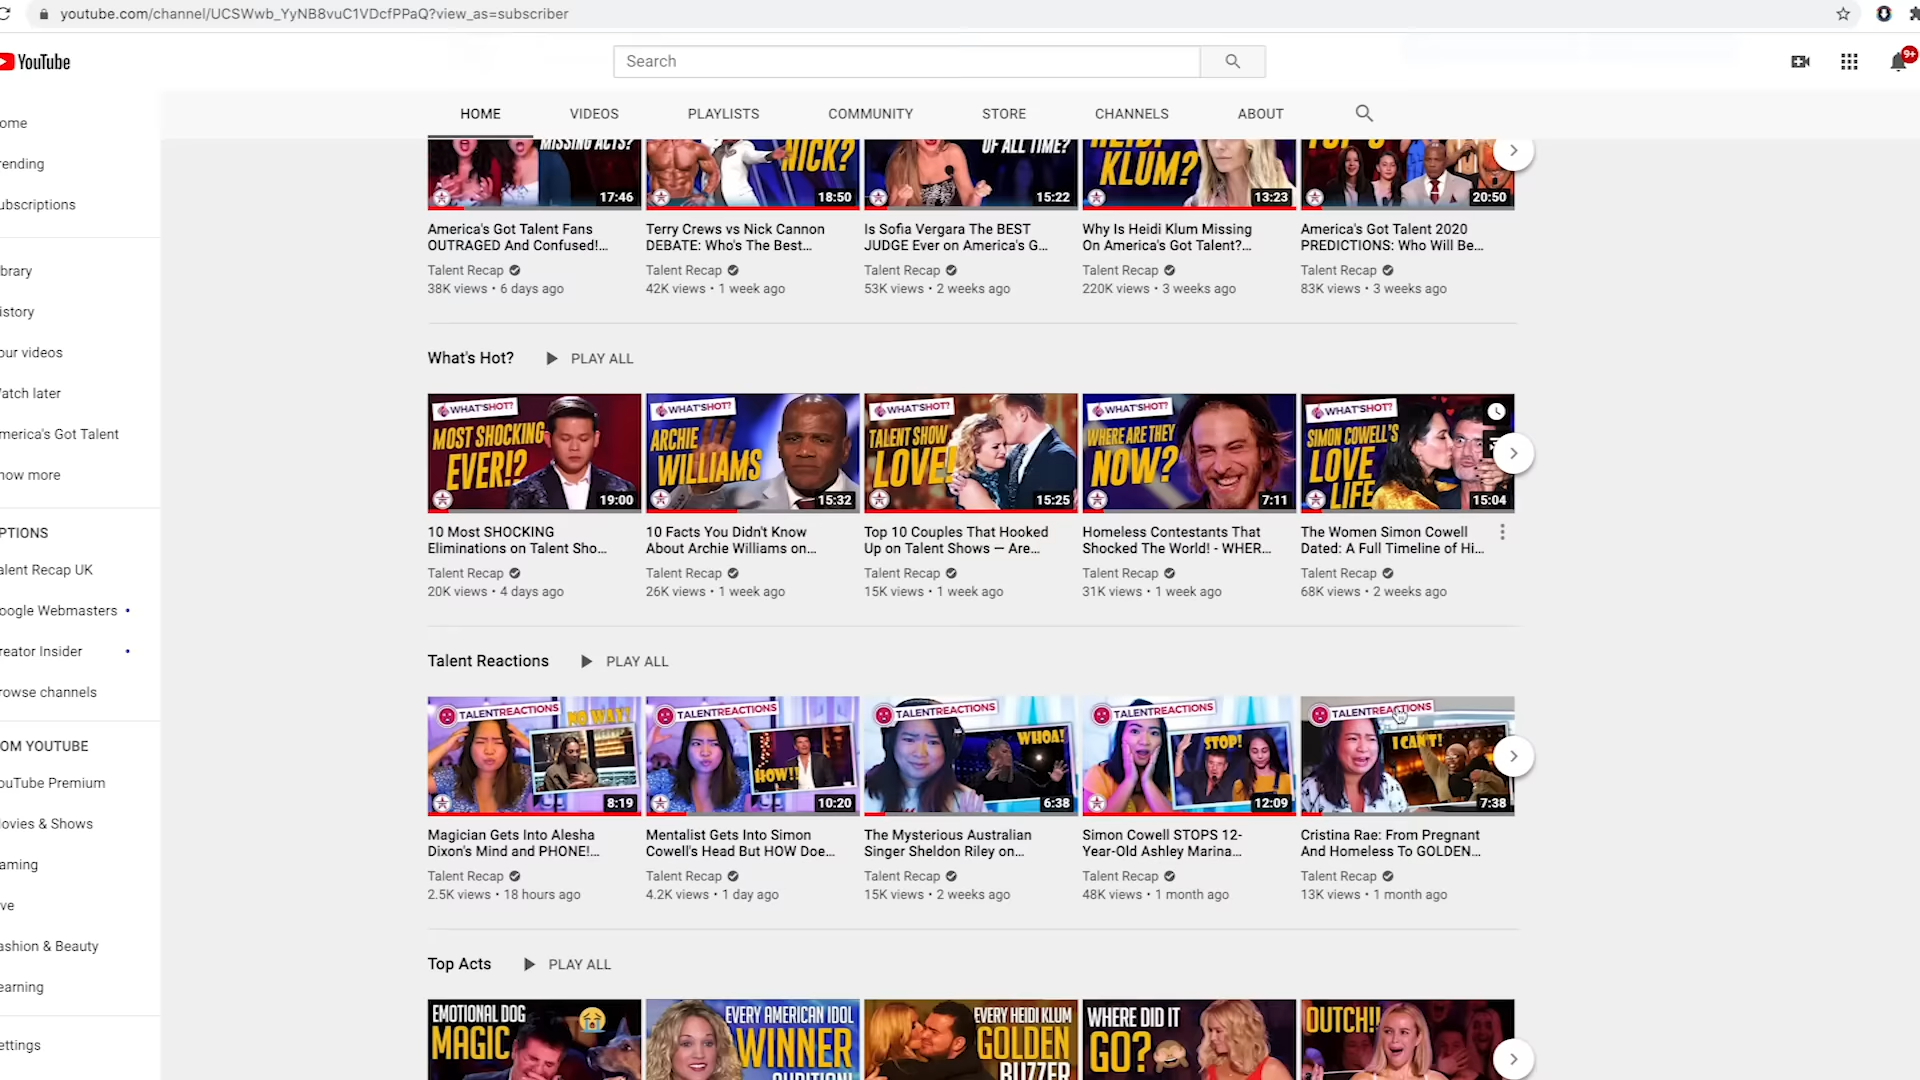 youtube.com/channel/UCSWwb_YyNB8vuC1VDcfPPaQ?view_as=subscriber
YouTube
Search
9+
HOME VIDEOS PLAYLISTS COMMUNITY STORE CHANNELS ABOUT
ome
rending
ubscriptions
brary
istory
our videos
atch later
merica's Got Talent
how more
PTIONS
alent Recap UK
oogle Webmasters
reator Insider
rowse channels
OM YOUTUBE
ouTube Premium
ovies & Shows
aming
ve
ashion & Beauty
earning
ettings
MISSING ACTS?
17:46
NICK?
18:50
OF ALL TIME?
15:22
HEIDI
KLUM?
13:23
20:50
America's Got Talent Fans
OUTRAGED And Confused!...
Talent Recap
38K views • 6 days ago
Terry Crews vs Nick Cannon
DEBATE: Who's The Best...
Talent Recap
42K views • 1 week ago
Is Sofia Vergara The BEST
JUDGE Ever on America's G...
Talent Recap
53K views • 2 weeks ago
Why Is Heidi Klum Missing
On America's Got Talent?...
Talent Recap
220K views • 3 weeks ago
America's Got Talent 2020
PREDICTIONS: Who Will Be...
Talent Recap
83K views • 3 weeks ago
What's Hot? PLAY ALL
WHAT'SHOT?
MOST SHOCKING
EVER!?
19:00
WHAT'SHOT?
ARCHIE
WILLIAMS
15:32
WHAT'SHOT?
TALENT SHOW
LOVE!
15:25
WHAT'SHOT?
WHERE ARE THEY
NOW?
7:11
WHAT'SHOT?
SIMON COWELL'S
LOVE
LIFE
15:04
10 Most SHOCKING
Eliminations on Talent Sho...
Talent Recap
20K views • 4 days ago
10 Facts You Didn't Know
About Archie Williams on...
Talent Recap
26K views • 1 week ago
Top 10 Couples That Hooked
Up on Talent Shows — Are...
Talent Recap
15K views • 1 week ago
Homeless Contestants That
Shocked The World! - WHER...
Talent Recap
31K views • 1 week ago
The Women Simon Cowell
Dated: A Full Timeline of Hi...
Talent Recap
68K views • 2 weeks ago
Talent Reactions PLAY ALL
TALENTREACTIONS
NO WAY!
8:19
TALENTREACTIONS
HOW!!
10:20
TALENTREACTIONS
WHOA!
6:38
TALENTREACTIONS
STOP!
12:09
TALENTREACTIONS
I CAN'T!
7:38
Magician Gets Into Alesha
Dixon's Mind and PHONE!...
Talent Recap
2.5K views • 18 hours ago
Mentalist Gets Into Simon
Cowell's Head But HOW Doe...
Talent Recap
4.2K views • 1 day ago
The Mysterious Australian
Singer Sheldon Riley on...
Talent Recap
15K views • 2 weeks ago
Simon Cowell STOPS 12-
Year-Old Ashley Marina...
Talent Recap
48K views • 1 month ago
Cristina Rae: From Pregnant
And Homeless To GOLDEN...
Talent Recap
13K views • 1 month ago
Top Acts PLAY ALL
EMOTIONAL DOG
MAGIC
EVERY AMERICAN IDOL
WINNER
AUDITION!
EVERY HEIDI KLUM
GOLDEN
BUZZER
WHERE DID IT
GO?
OUTCH!!